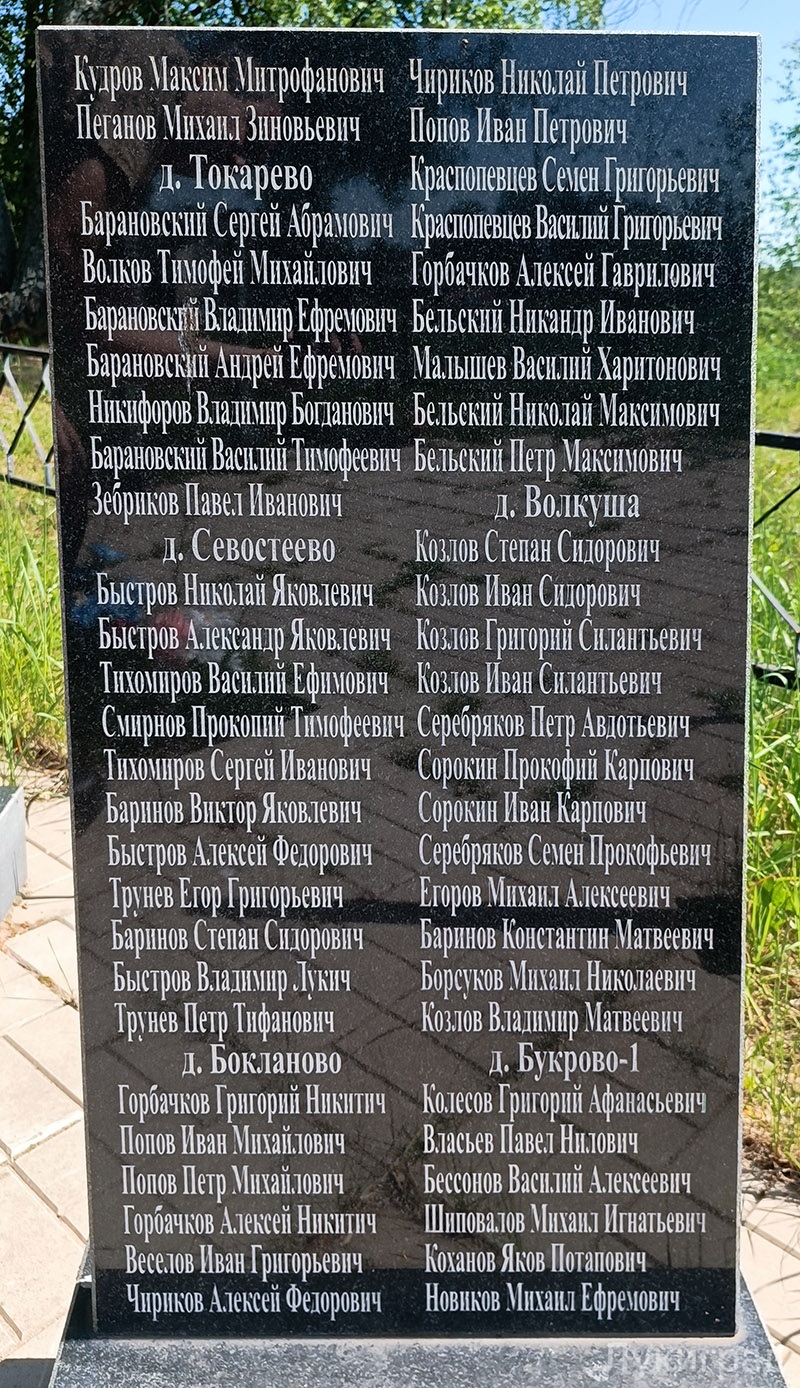 Кудров Максим Митрофанович
Пеганов Михаил Зиновьевич
д. Токарево
Барановский Сергей Абрамович
Волков Тимофей Михайлович
Барановский Владимир Ефремович
Барановский Андрей Ефремович
Никифоров Владимир Богданович
Барановский Василий Тимофеевич
Зебриков Павел Иванович
д. Севостеево
Быстров Николай Яковлевич
Быстров Александр Яковлевич
Тихомиров Василий Ефимович
Смирнов Прокопий Тимофеевич
Тихомиров Сергей Иванович
Баринов Виктор Яковлевич
Быстров Алексей Федорович
Трунев Егор Григорьевич
Баринов Степан Сидорович
Быстров Владимир Лукич
Трунев Петр Тифанович
д. Бокланово
Горбачков Григорий Никитич
Попов Иван Михайлович
Попов Петр Михайлович
Горбачков Алексей Никитич
Веселов Иван Григорьевич
Чириков Алексей Федорович
Чириков Николай Петрович
Попов Иван Петрович
Краспопевцев Семен Григорьевич
Краспопевцев Василий Григорьевич
Горбачков Алексей Гаврилович
Бельский Никандр Иванович
Малышев Василий Харитонович
Бельский Николай Максимович
Бельский Петр Максимович
д. Волкуша
Козлов Степан Сидорович
Козлов Иван Сидорович
Козлов Григорий Силантьевич
Козлов Иван Силантьевич
Серебряков Петр Авдотьевич
Сорокин Прокофий Карпович
Сорокин Иван Карпович
Серебряков Семен Прокофьевич
Егоров Михаил Алексеевич
Баринов Константин Матвеевич
Борсуков Михаил Николаевич
Козлов Владимир Матвеевич
д. Букрово-1
Колесов Григорий Афанасьевич
Власьев Павел Нилович
Бессонов Василий Алексеевич
Шиповалов Михаил Игнатьевич
Коханов Яков Потапович
Новиков Михаил Ефремович